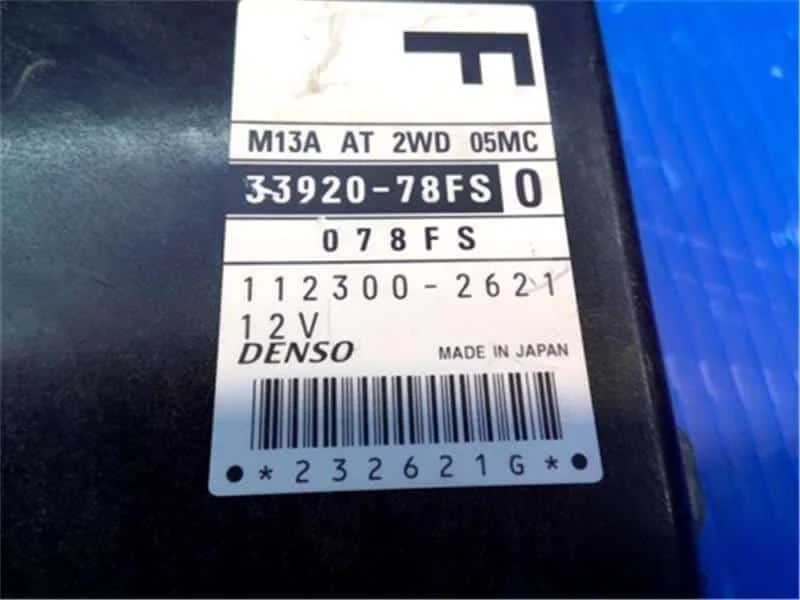 F
M13A AT 2WD 05MC
33920-78FS 0
078FS
112300-2621
12V
DENSO MADE IN JAPAN
*232621G*